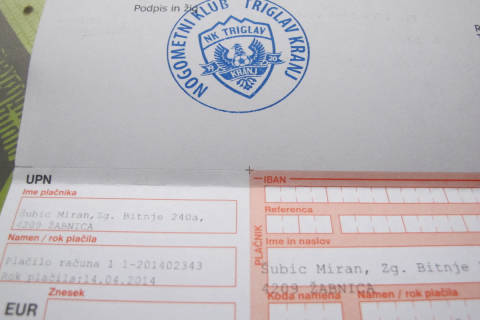 Podpis in žig
NOGOMETNI KLUB TRIGLAV KRANJ
NK TRIGLAV
19 20
KRANJ
UPN
Ime plačnika
Šubic Miran, Zg. Bitnje 240a,
4209 ŽABNICA
Namen / rok plačila
Plačilo računa 1 1-201402343
Rok plačila:14.04.2014
Znesek
EUR
PLAČNIK
IBAN
Referenca
Ime in naslov
Šubic Miran, Zg. Bitnje
4209 ŽABNICA
Koda namena
Namen / rok plačila